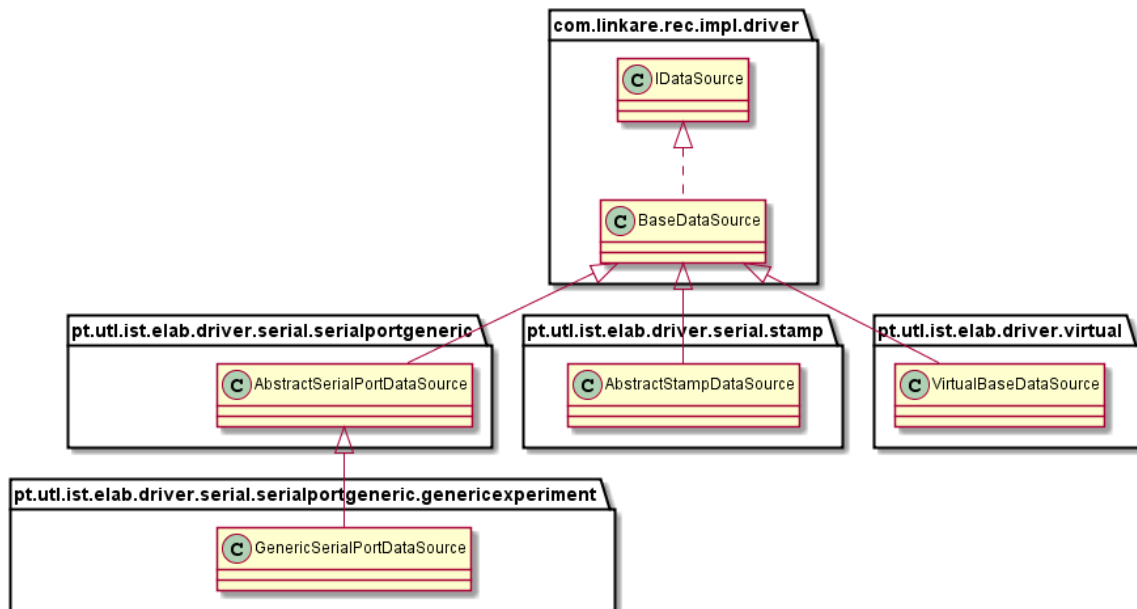 com.linkare.rec.impl.driver
C IDataSource
C BaseDataSource
pt.utl.ist.elab.driver.serial.serialportgeneric
pt.utl.ist.elab.driver.serial.stamp
pt.utl.ist.elab.driver.virtual
C AbstractSerialPortDataSource
C AbstractStampDataSource
C VirtualBaseDataSource
pt.utl.ist.elab.driver.serial.serialportgeneric.genericexperiment
C GenericSerialPortDataSource